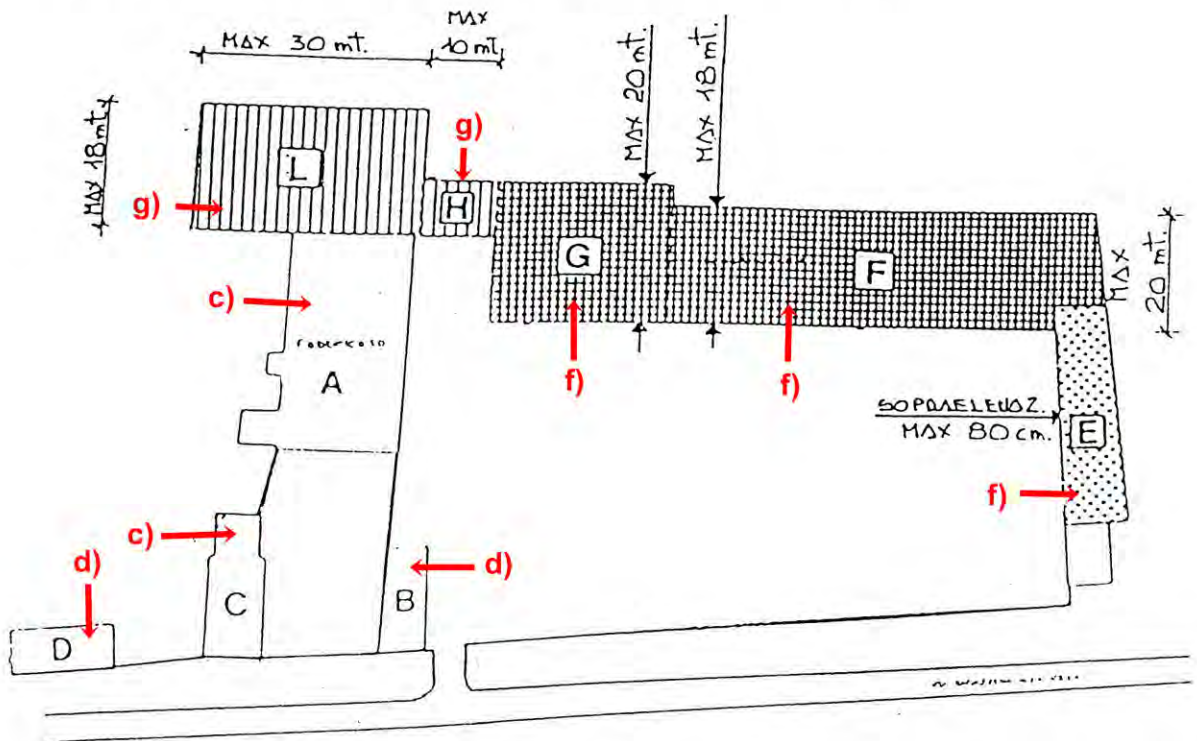 MAX 30 mt.
MAX
10 mt
MAX 18 mt.
MAX 20 mt.
MAX 18 mt.
g)
g)
L
H
G
F
MAX
20 mt.
c)
A
f)
f)
SOPRAELEVAZ.
MAX 80 cm.
E
f)
c)
d)
d)
C
B
D